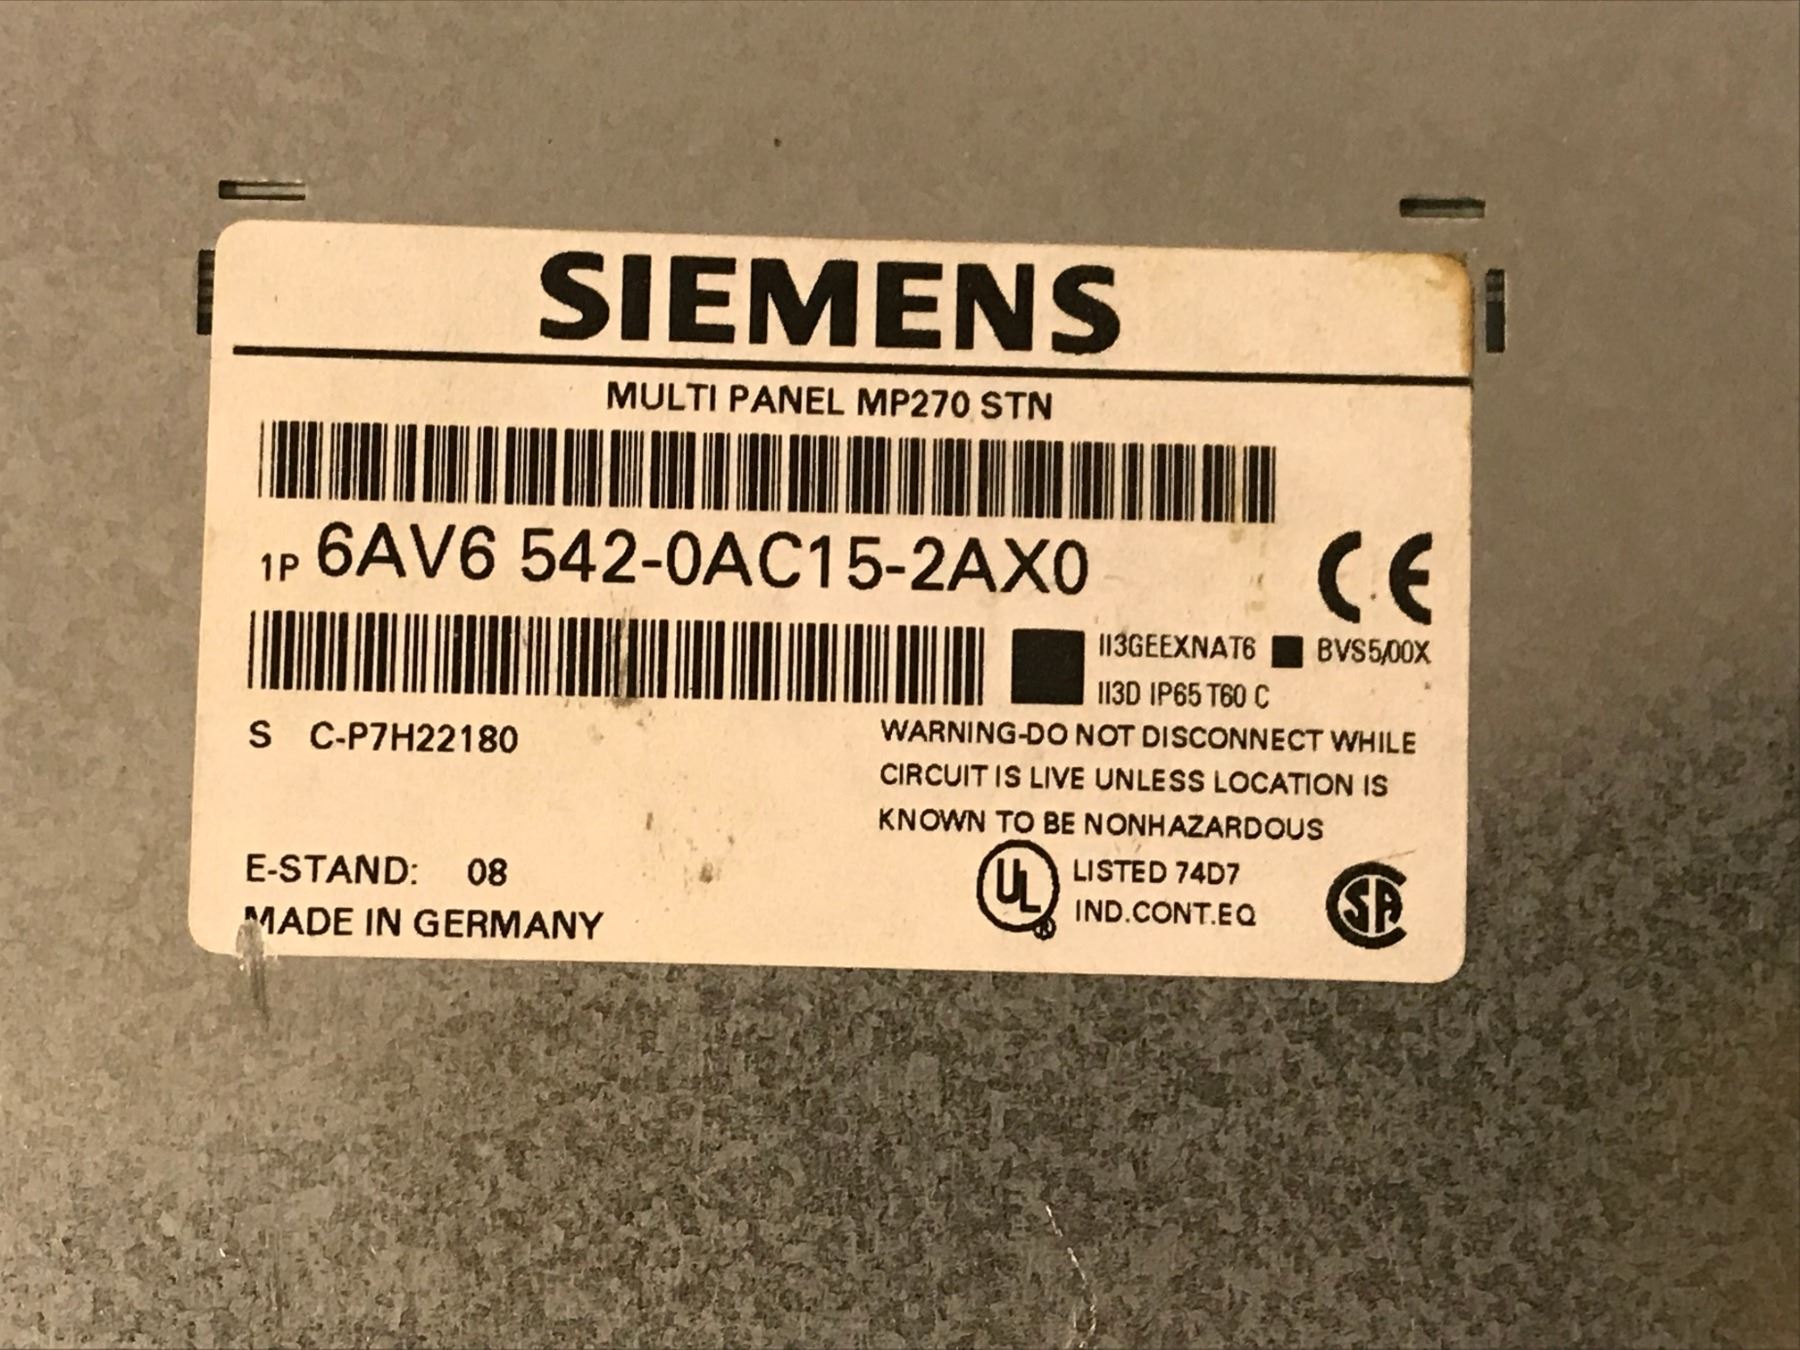 SIEMENS
MULTI PANEL MP270 STN
1P 6AV6 542-0AC15-2AX0
CE
II3GEEXNAT6 BVS5/00X
II3D IP65 T60 C
S C-P7H22180
WARNING-DO NOT DISCONNECT WHILE
CIRCUIT IS LIVE UNLESS LOCATION IS
KNOWN TO BE NONHAZARDOUS
E-STAND: 08
MADE IN GERMANY
UL® LISTED 74D7
IND.CONT.EQ
SA